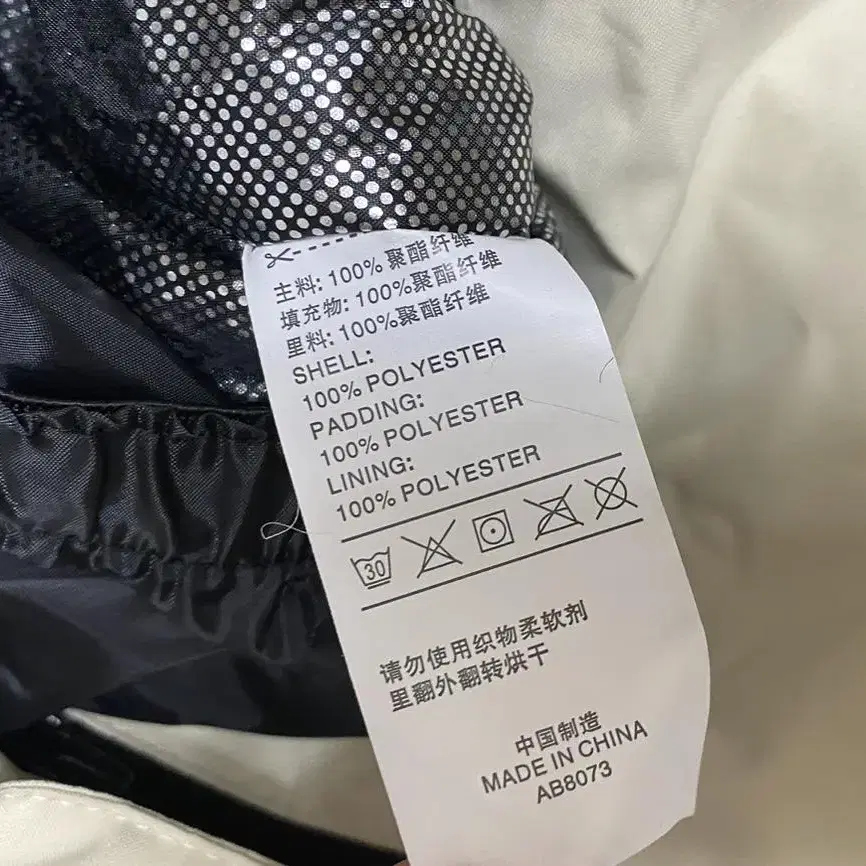 主料: 100% 聚酯纤维
填充物: 100%聚酯纤维
里料: 100%聚酯纤维
SHELL:
100% POLYESTER
PADDING:
100% POLYESTER
LINING:
100% POLYESTER
30
请勿使用织物柔软剂
里翻外翻转烘干
中国制造
MADE IN CHINA
AB8073